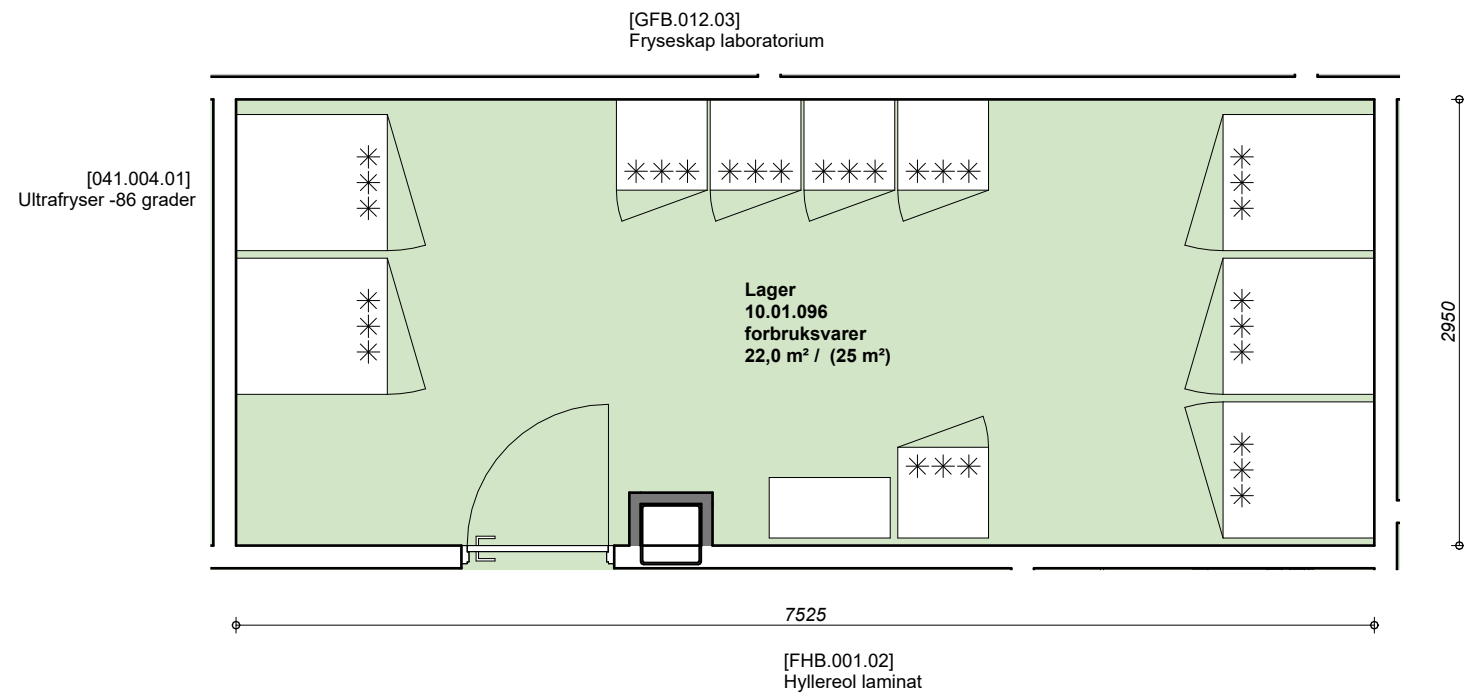 [GFB.012.03]
Fryseskap laboratorium
[041.004.01]
Ultrafryser -86 grader
Lager
10.01.096
forbruksvarer
22,0 m² / (25 m²)
2950
7525
[FHB.001.02]
Hyllereol laminat